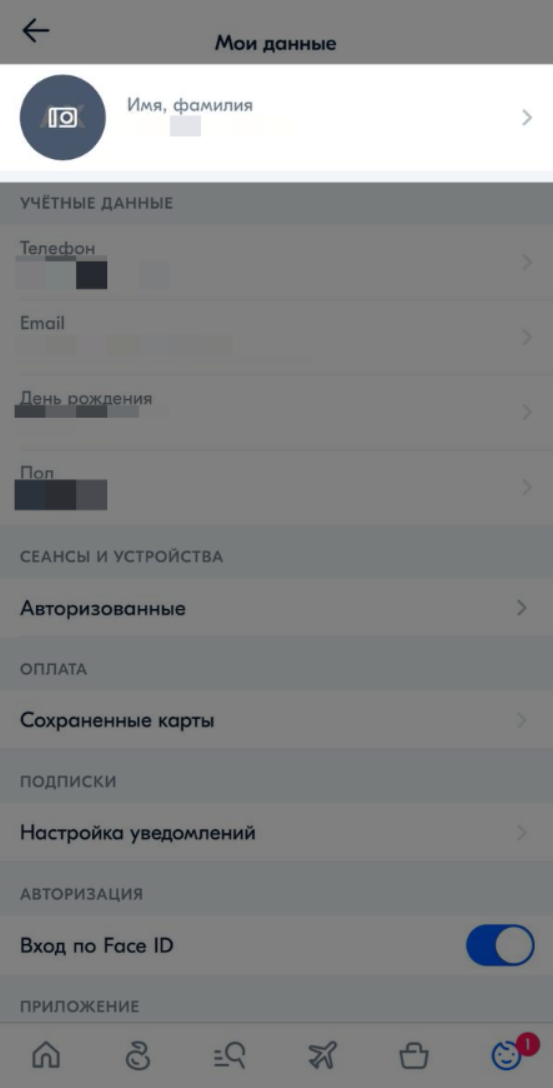 Мои данные
Имя, фамилия
УЧЁТНЫЕ ДАННЫЕ
Телефон
Email
День рождения
Пол
СЕАНСЫ И УСТРОЙСТВА
Авторизованные
ОПЛАТА
Сохраненные карты
ПОДПИСКИ
Настройка уведомлений
АВТОРИЗАЦИЯ
Вход по Face ID
ПРИЛОЖЕНИЕ
1